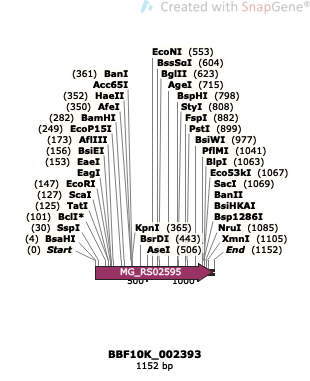 Created with SnapGene®
EcoNI (553)
BssSαI (604)
(361) BanI BglII (623)
Acc65I AgeI (715)
(352) HaeII BspHI (798)
(350) AfeI StyI (808)
(282) BamHI FspI (882)
(249) EcoP15I PstI (899)
(173) AflIII BsiWI (977)
(156) BsiEI PflMI (1041)
(153) EaeI BlpI (1063)
EagI Eco53kI (1067)
(147) EcoRI SacI (1069)
(127) ScaI BanII
(125) TatI BsiHKAI
(101) BclI* Bsp1286I
(30) SspI KpnI (365) NruI (1085)
(4) BsaHI BsrDI (443) XmnI (1105)
(0) Start AseI (506) End (1152)
MG_RS02595
500 1000
BBF10K_002393
1152 bp